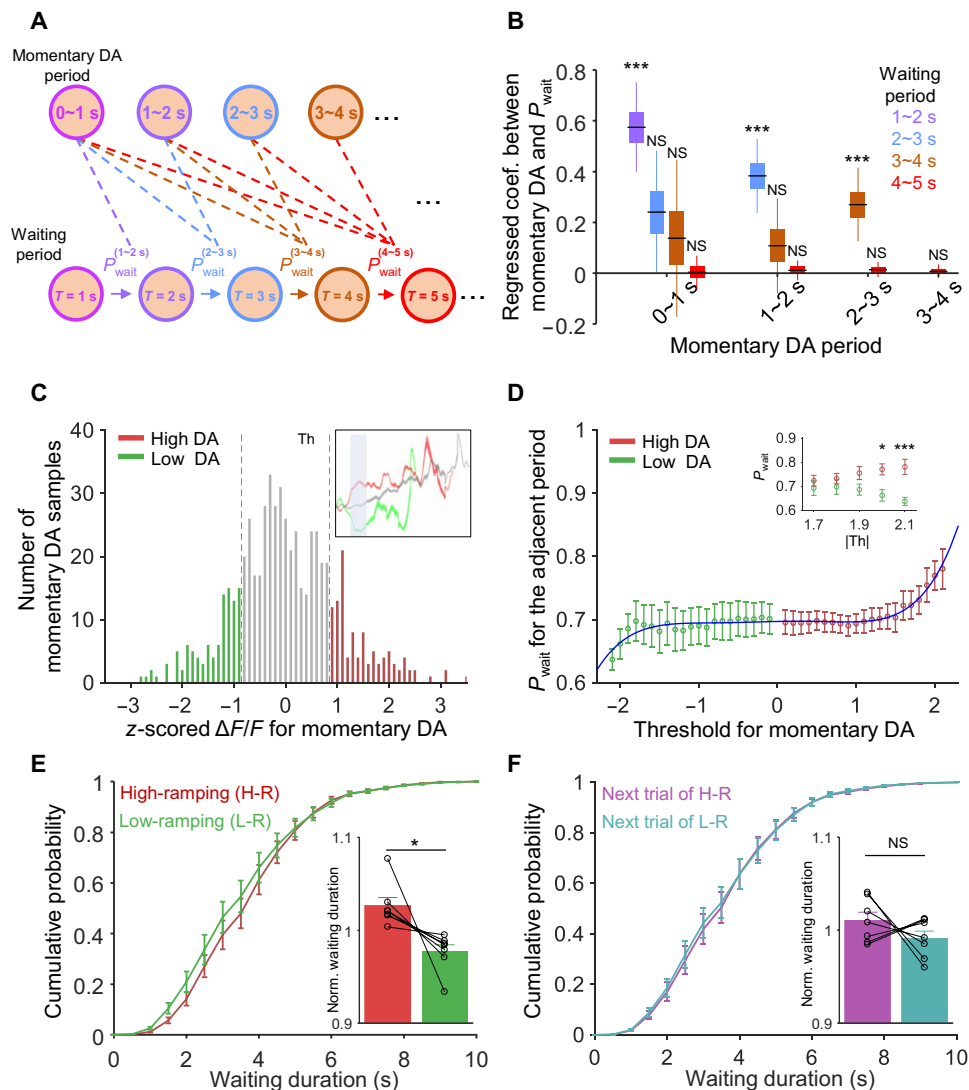 A
Momentary DA
period
0~1 s
1~2 s
2~3 s
3~4 s
...
...
Waiting
period
P wait (1~2 s)
P wait (2~3 s)
P wait (3~4 s)
P wait (4~5 s)
T = 1 s
T = 2 s
T = 3 s
T = 4 s
T = 5 s
...
B
Regressed coef. between
momentary DA and P wait
0.8
0.6
0.4
0.2
0
−0.2
***
NS
NS
NS
***
NS
NS
***
NS
NS
Waiting
period
1~2 s
2~3 s
3~4 s
4~5 s
0~1 s
1~2 s
2~3 s
3~4 s
Momentary DA period
C
High DA
Low DA
Th
Number of
momentary DA samples
40
30
20
10
0
−3
−2
−1
0
1
2
3
z-scored ΔF/F for momentary DA
D
High DA
Low DA
P wait for the adjacent period
1
0.9
0.8
0.7
0.6
−2
−1
0
1
2
Threshold for momentary DA
P wait
0.9
0.8
0.7
0.6
*
***
1.7
1.9
2.1
|Th|
E
High-ramping (H-R)
Low-ramping (L-R)
Cumulative probability
1
0.8
0.6
0.4
0.2
0
0
2
4
6
8
10
Waiting duration (s)
Norm. waiting duration
1.1
1
0.9
*
F
Next trial of H-R
Next trial of L-R
Cumulative probability
1
0.8
0.6
0.4
0.2
0
0
2
4
6
8
10
Waiting duration (s)
Norm. waiting duration
1.1
1
0.9
NS